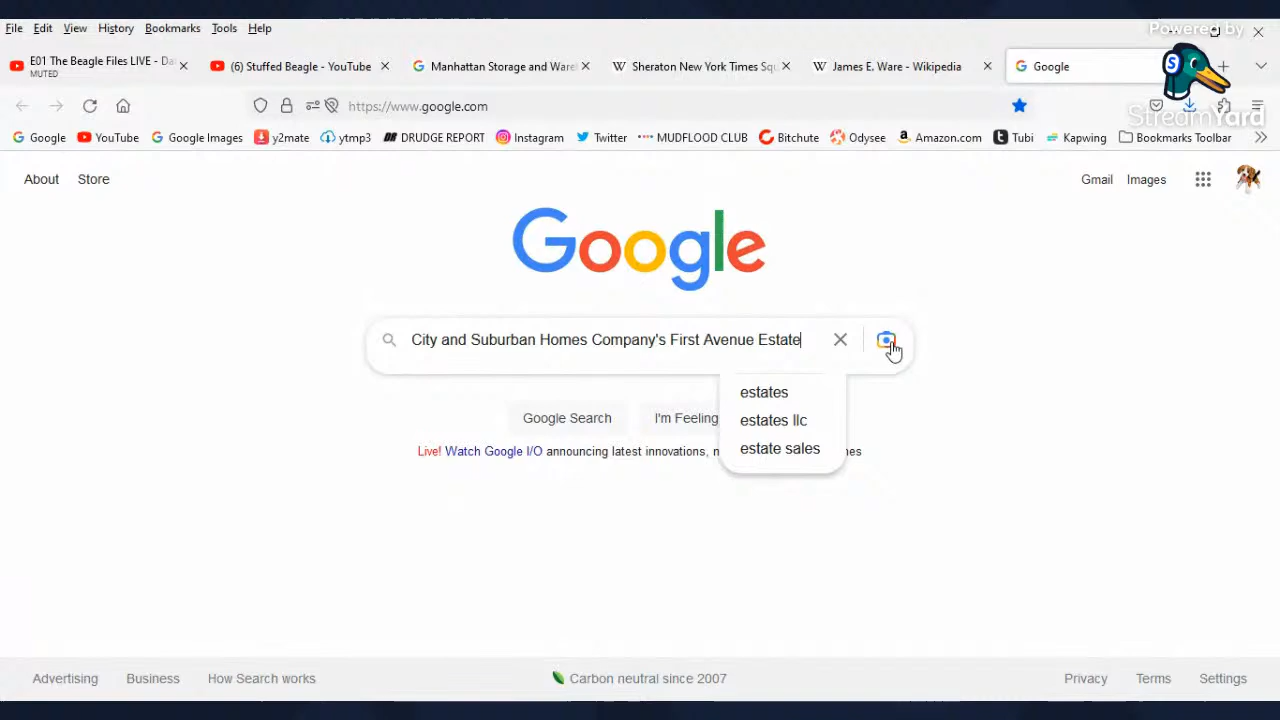 Powered by
StreamYard
File Edit View History Bookmarks Tools Help
E01 The Beagle Files LIVE - Da
MUTED
(6) Stuffed Beagle - YouTube
Manhattan Storage and Ware
Sheraton New York Times Squ
James E. Ware - Wikipedia
Google
https://www.google.com
Google YouTube Google Images y2mate ytmp3 DRUDGE REPORT Instagram Twitter MUDFLOOD CLUB Bitchute Odysee Amazon.com Tubi Kapwing Bookmarks Toolbar
About Store
Gmail Images
Google
City and Suburban Homes Company's First Avenue Estate
estates
estates llc
estate sales
Google Search I'm Feeling
Live! Watch Google I/O announcing latest innovations,
Advertising Business How Search works
Carbon neutral since 2007
Privacy Terms Settings